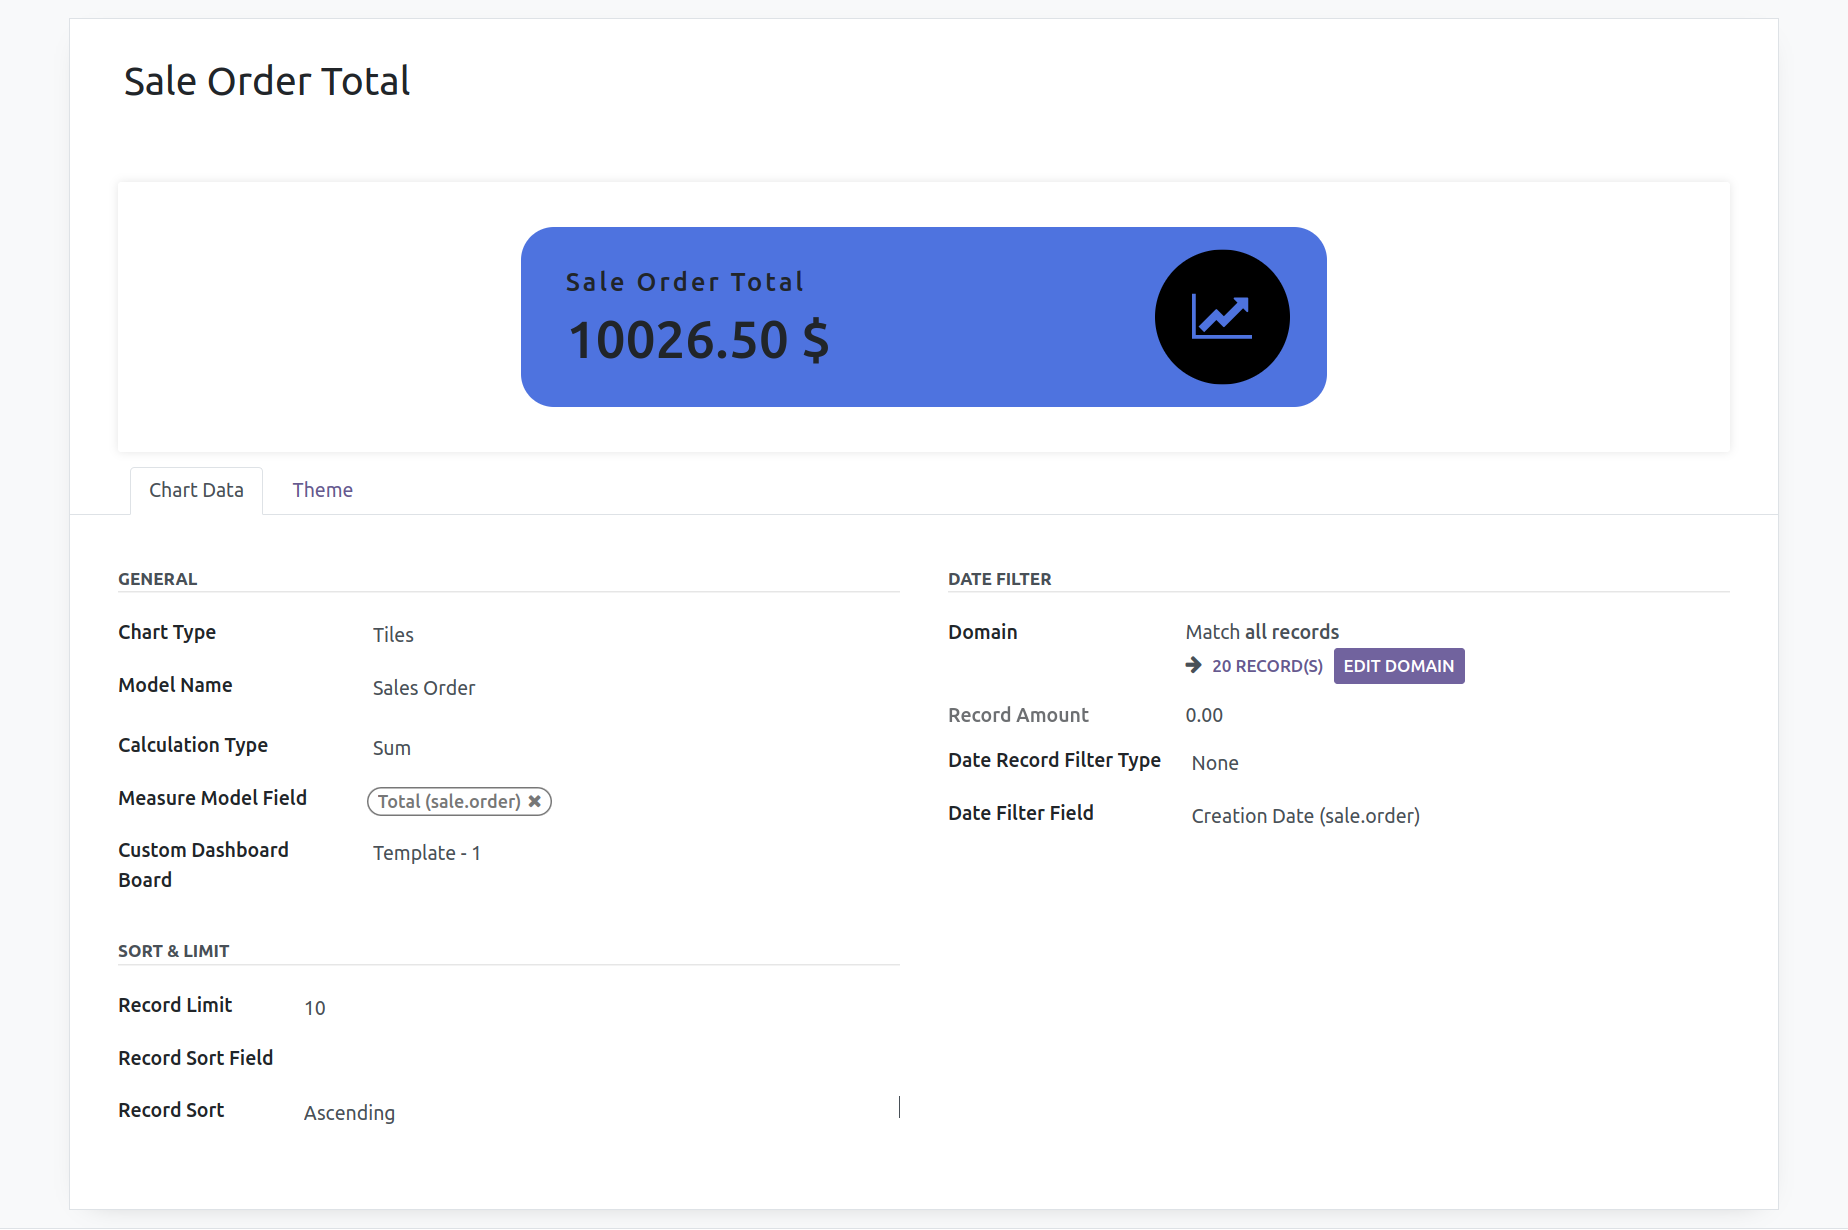 Sale Order Total
Sale Order Total
10026.50 $
Chart Data
Theme
GENERAL
Chart Type
Tiles
Model Name
Sales Order
Calculation Type
Sum
Measure Model Field
Total (sale.order) ✖
Custom Dashboard
Board
Template - 1
SORT & LIMIT
Record Limit
10
Record Sort Field
Record Sort
Ascending
DATE FILTER
Domain
Match all records
→ 20 RECORD(S)
EDIT DOMAIN
Record Amount
0.00
Date Record Filter Type
None
Date Filter Field
Creation Date (sale.order)